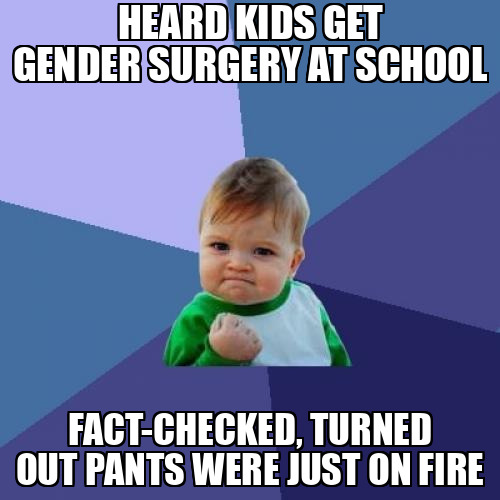 HEARD KIDS GET
GENDER SURGERY AT SCHOOL
FACT-CHECKED, TURNED
OUT PANTS WERE JUST ON FIRE